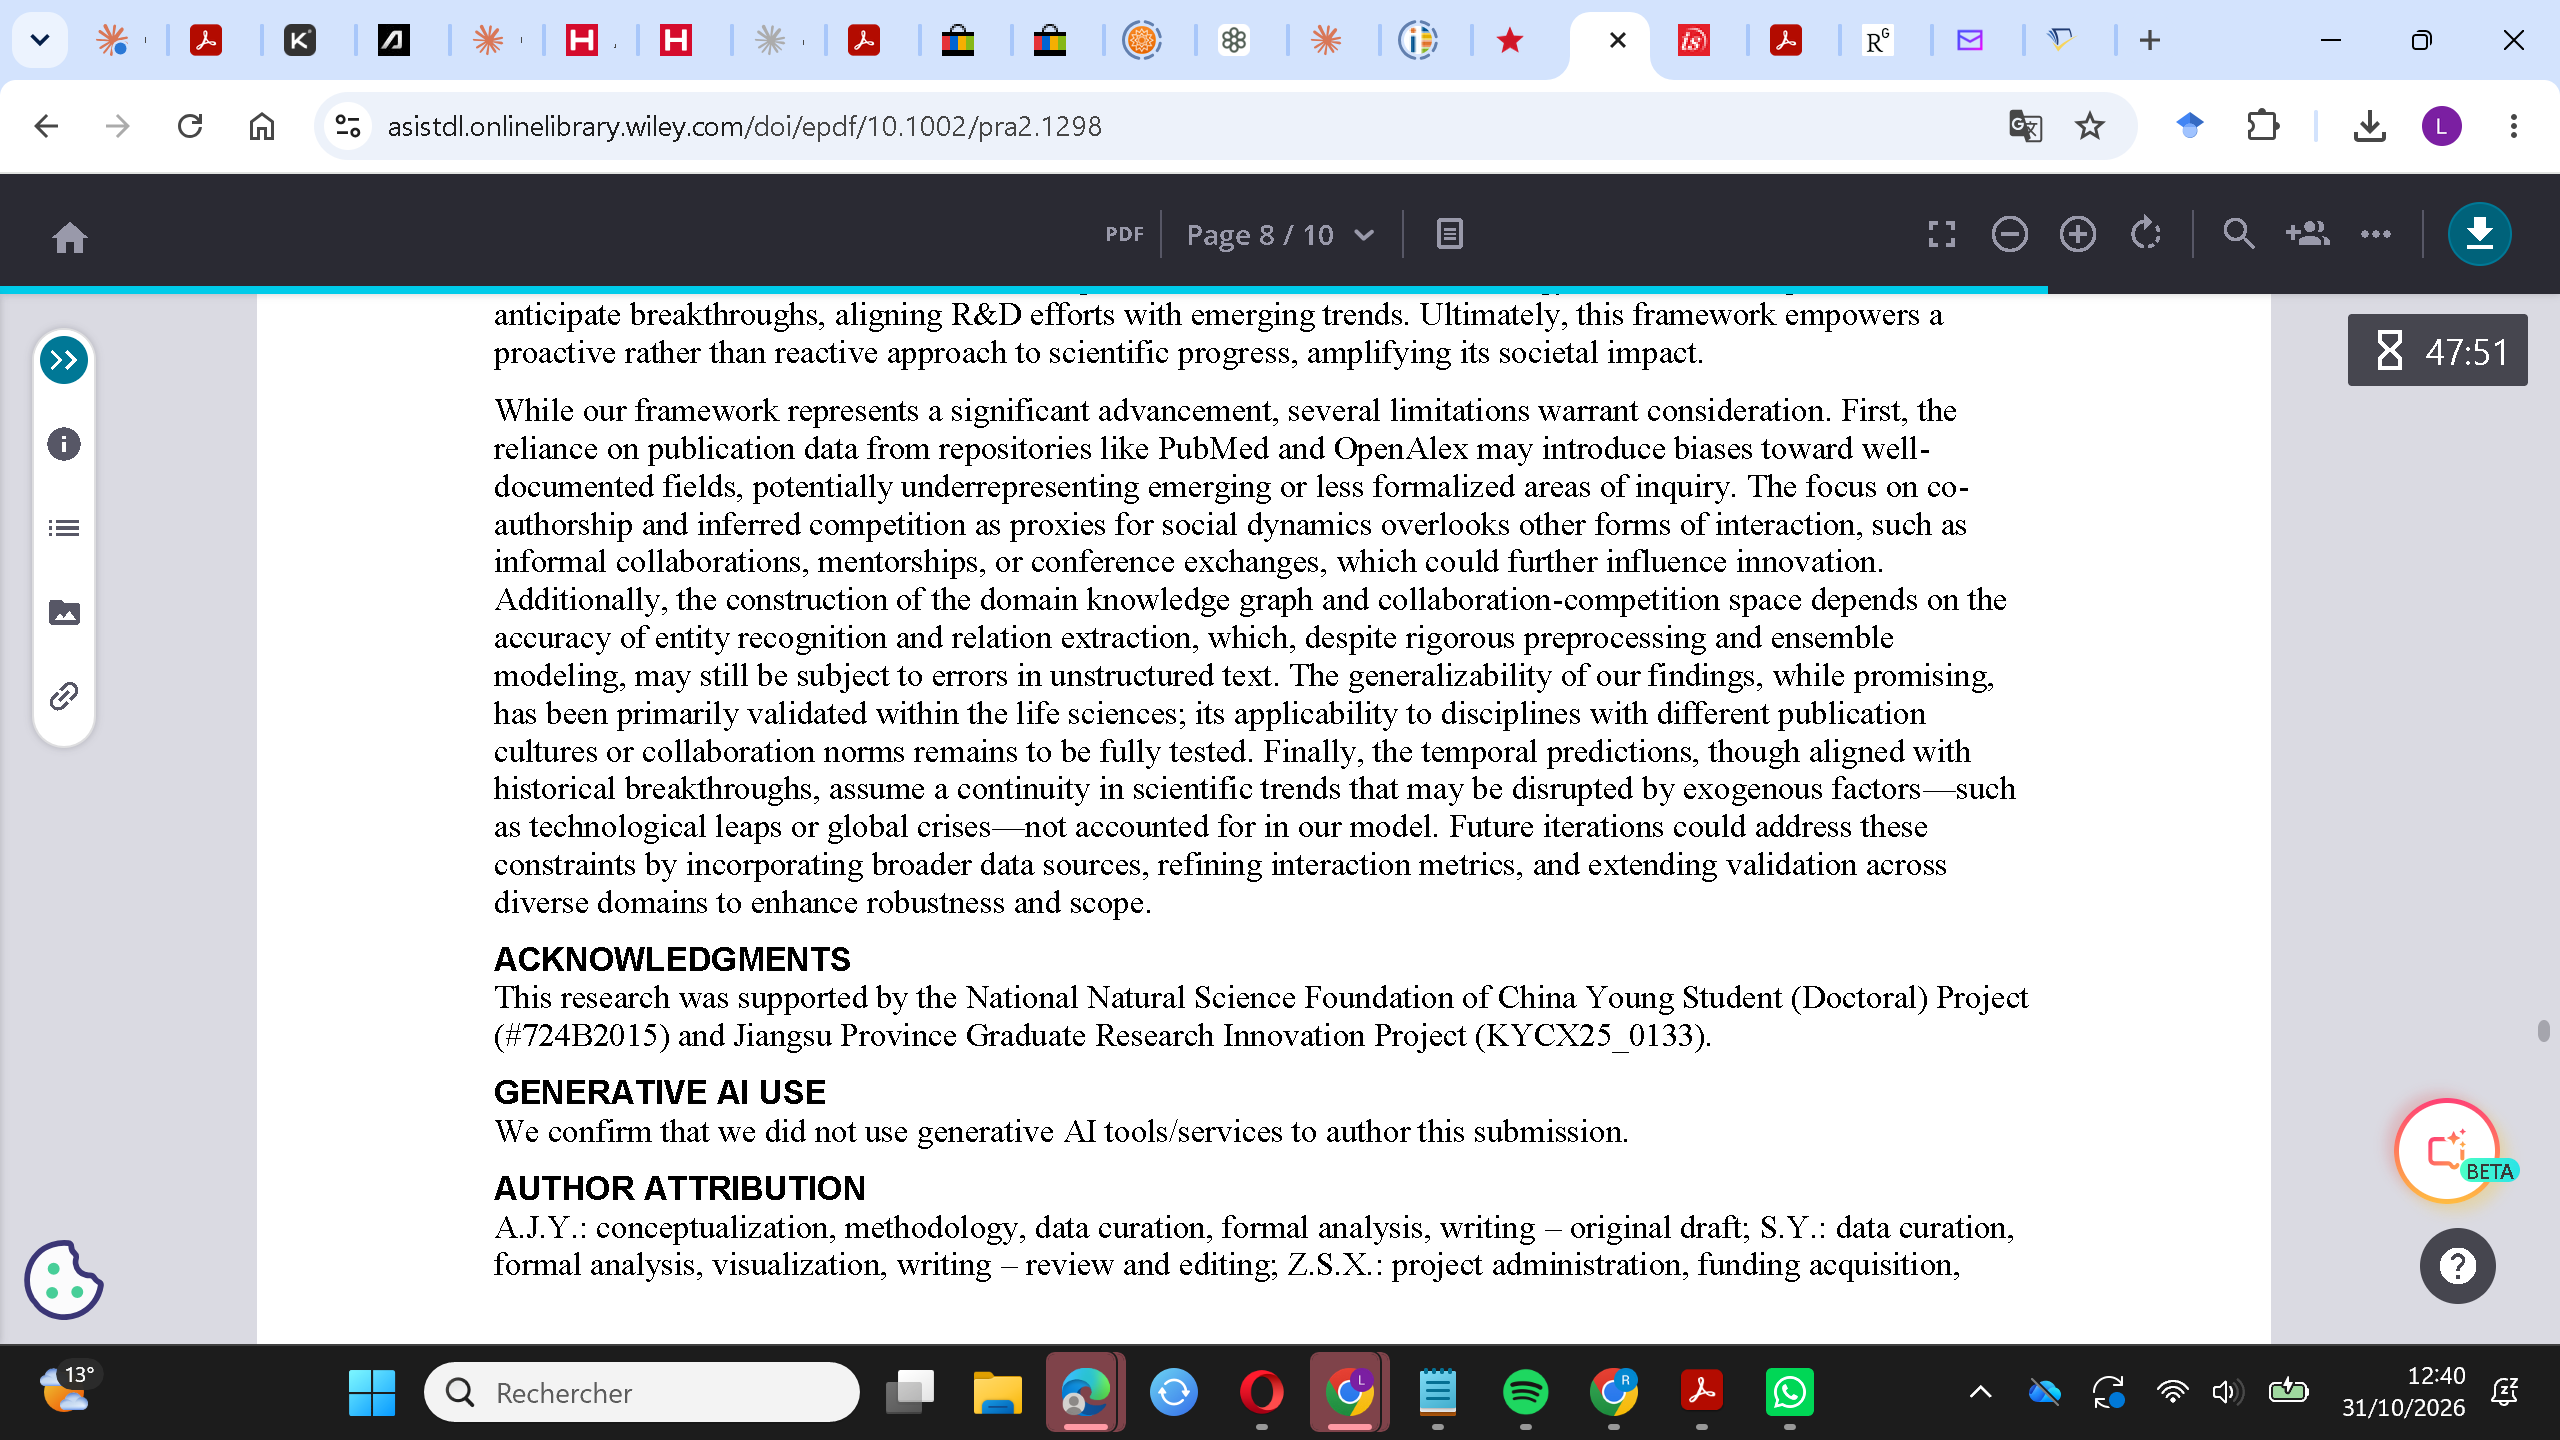 asistdl.onlinelibrary.wiley.com/doi/epdf/10.1002/pra2.1298
L
PDF
Page 8 / 10
47:51
anticipate breakthroughs, aligning R&D efforts with emerging trends. Ultimately, this framework empowers a
proactive rather than reactive approach to scientific progress, amplifying its societal impact.
While our framework represents a significant advancement, several limitations warrant consideration. First, the
reliance on publication data from repositories like PubMed and OpenAlex may introduce biases toward well-
documented fields, potentially underrepresenting emerging or less formalized areas of inquiry. The focus on co-
authorship and inferred competition as proxies for social dynamics overlooks other forms of interaction, such as
informal collaborations, mentorships, or conference exchanges, which could further influence innovation.
Additionally, the construction of the domain knowledge graph and collaboration-competition space depends on the
accuracy of entity recognition and relation extraction, which, despite rigorous preprocessing and ensemble
modeling, may still be subject to errors in unstructured text. The generalizability of our findings, while promising,
has been primarily validated within the life sciences; its applicability to disciplines with different publication
cultures or collaboration norms remains to be fully tested. Finally, the temporal predictions, though aligned with
historical breakthroughs, assume a continuity in scientific trends that may be disrupted by exogenous factors—such
as technological leaps or global crises—not accounted for in our model. Future iterations could address these
constraints by incorporating broader data sources, refining interaction metrics, and extending validation across
diverse domains to enhance robustness and scope.
ACKNOWLEDGMENTS
This research was supported by the National Natural Science Foundation of China Young Student (Doctoral) Project
(#724B2015) and Jiangsu Province Graduate Research Innovation Project (KYCX25_0133).
GENERATIVE AI USE
We confirm that we did not use generative AI tools/services to author this submission.
BETA
AUTHOR ATTRIBUTION
A.J.Y.: conceptualization, methodology, data curation, formal analysis, writing – original draft; S.Y.: data curation,
formal analysis, visualization, writing – review and editing; Z.S.X.: project administration, funding acquisition,
13°
Rechercher
12:40
31/10/2026